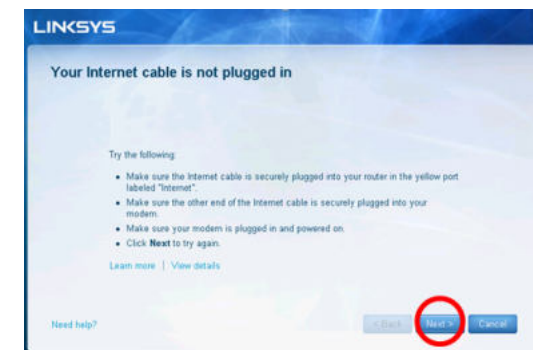 LINKSYS
Your Internet cable is not plugged in
Try the following:
• Make sure the Internet cable is securely plugged into your router in the yellow port
labeled "Internet".
• Make sure the other end of the Internet cable is securely plugged into your
modem.
• Make sure your modem is plugged in and powered on.
• Click Next to try again.
Learn more | View details
Need help? < Back Next > Cancel